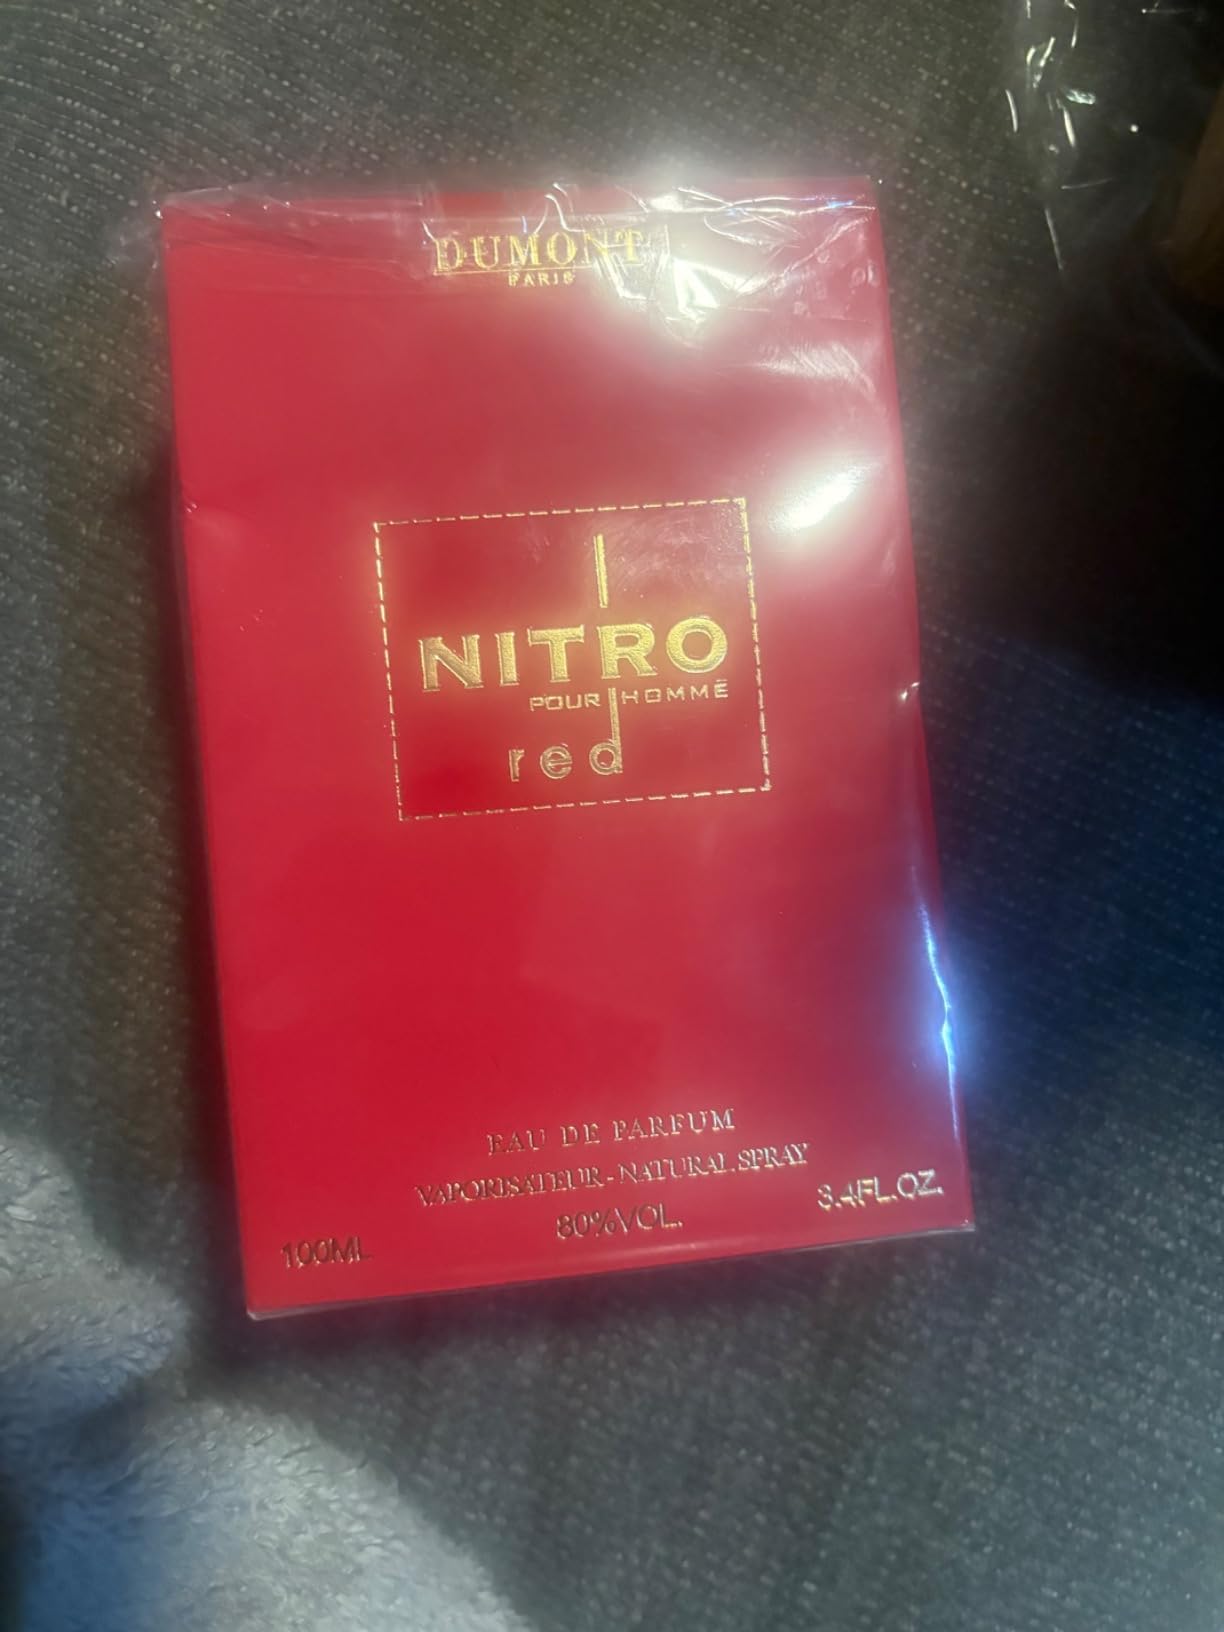 DUMONT
PARIS
NITRO
POUR HOMME
red
EAU DE PARFUM
VAPORISATEUR - NATURAL SPRAY
80%VOL.
3.4FL.OZ.
100ML